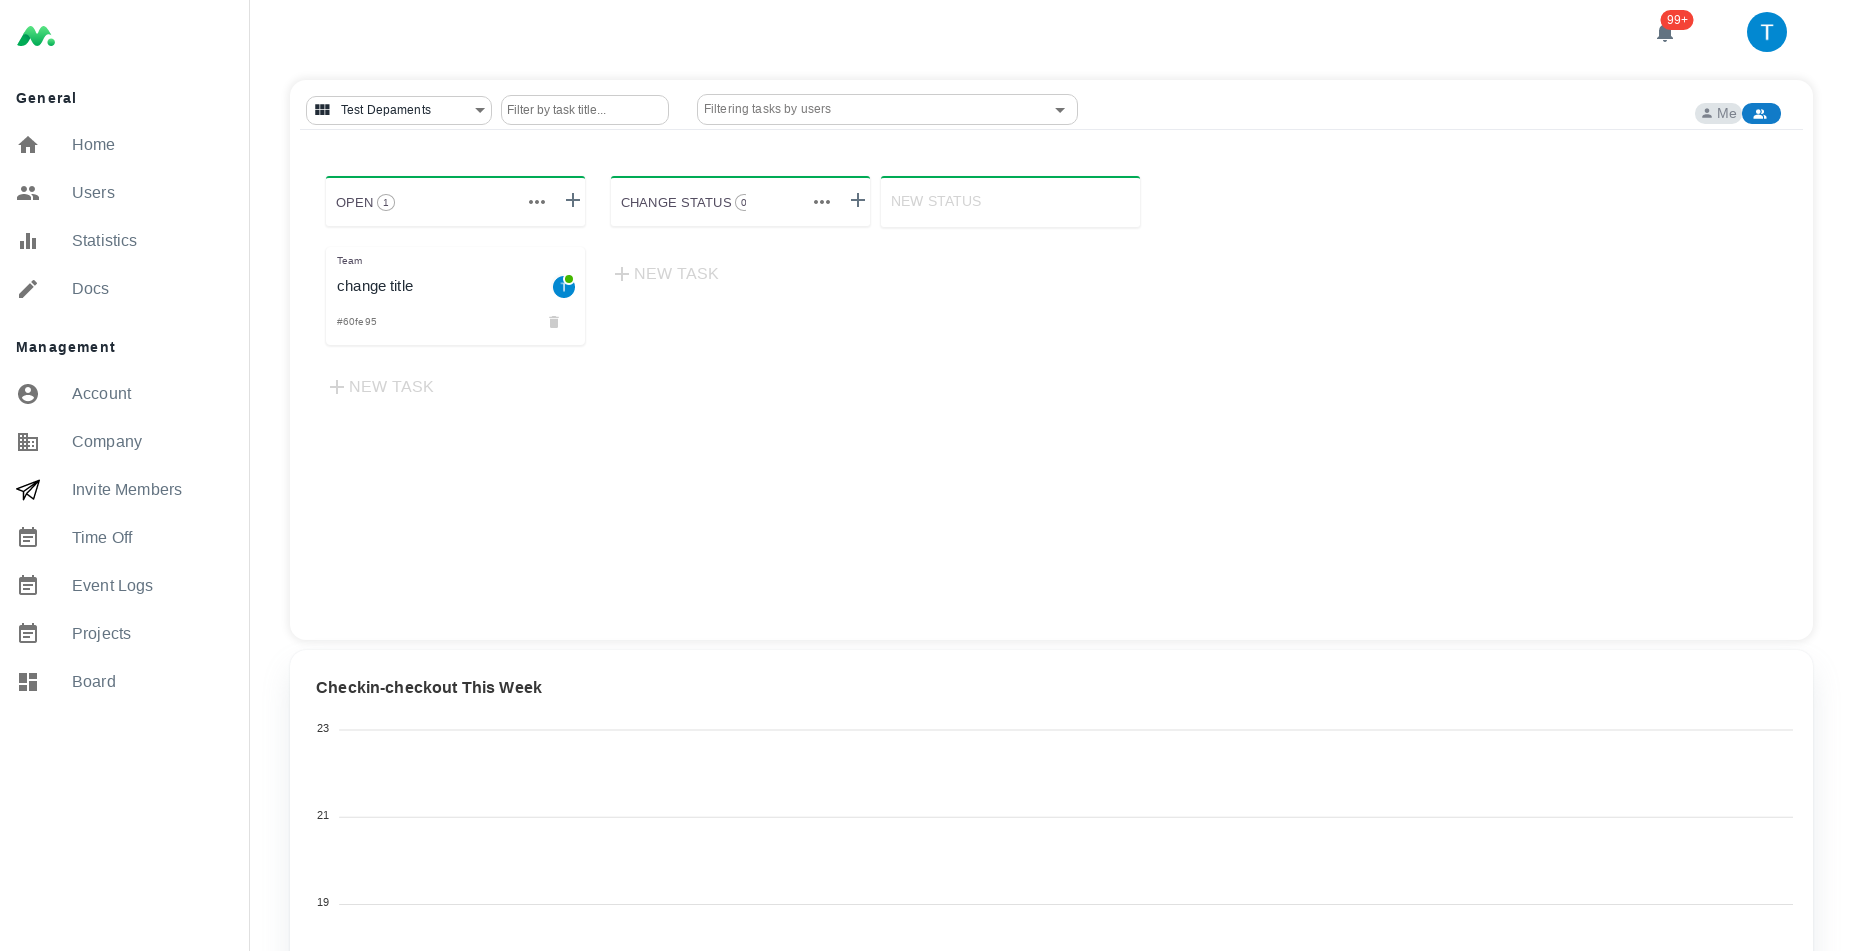 General
Home
Users
Statistics
Docs
Management
Account
Company
Invite Members
Time Off
Event Logs
Projects
Board
99+
T
Test Depaments
Filter by task title...
Filtering tasks by users
Me
OPEN 1
CHANGE STATUS 0
NEW STATUS
Team
change title
T
#60fe95
NEW TASK
NEW TASK
Checkin-checkout This Week
23
21
19